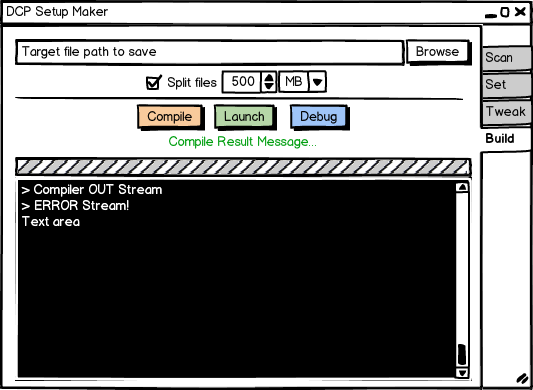 DCP Setup Maker
Target file path to save
Browse
Scan
Split files
500
MB
Set
Compile
Launch
Debug
Tweak
Compile Result Message...
Build
> Compiler OUT Stream
> ERROR Stream!
Text area